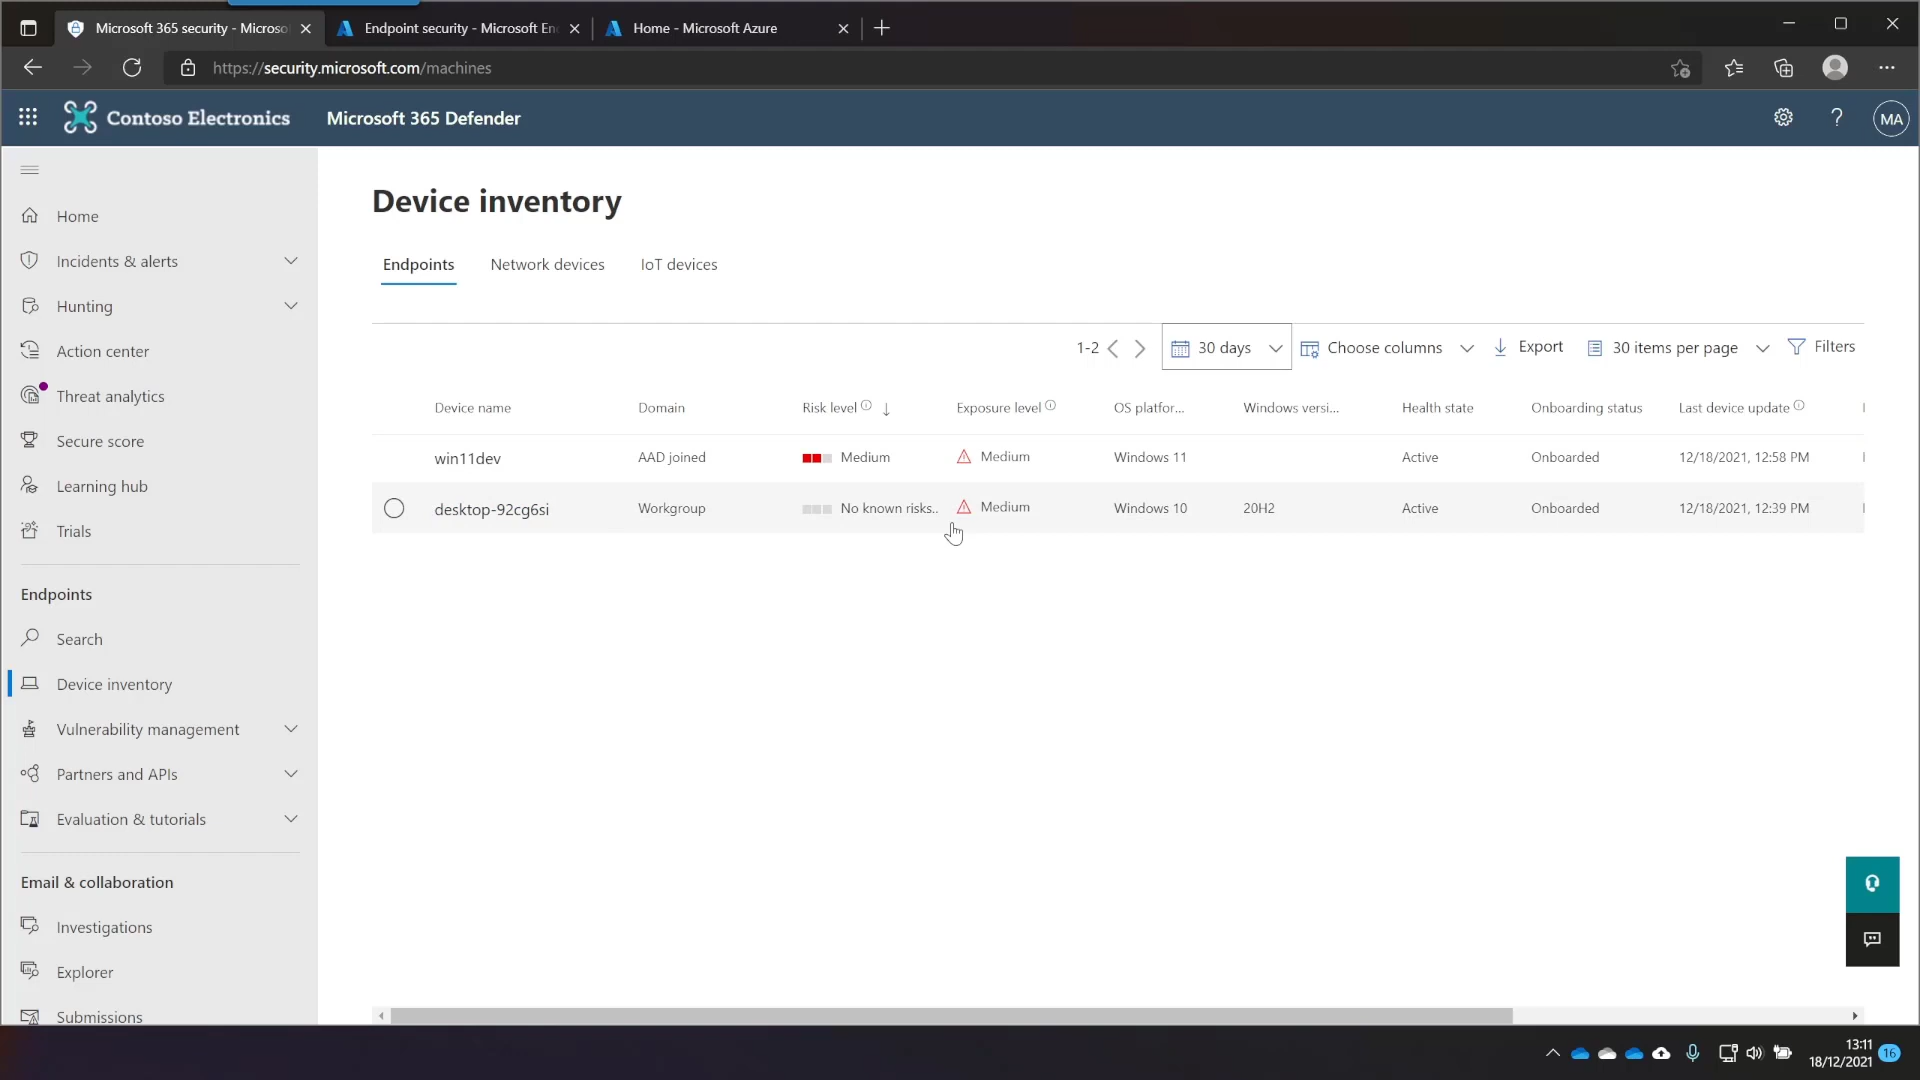 Microsoft 365 security - Microso
Endpoint security - Microsoft En
Home - Microsoft Azure
https://security.microsoft.com/machines
Contoso Electronics
Microsoft 365 Defender
?
MA
Home
Incidents & alerts
Hunting
Action center
Threat analytics
Secure score
Learning hub
Trials
Endpoints
Search
Device inventory
Vulnerability management
Partners and APIs
Evaluation & tutorials
Email & collaboration
Investigations
Explorer
Submissions
Device inventory
Endpoints Network devices IoT devices
1-2 30 days Choose columns Export 30 items per page Filters
Device name Domain Risk level Exposure level OS platfor... Windows versi... Health state Onboarding status Last device update
win11dev AAD joined Medium Medium Windows 11 Active Onboarded 12/18/2021, 12:58 PM
desktop-92cg6si Workgroup No known risks.. Medium Windows 10 20H2 Active Onboarded 12/18/2021, 12:39 PM
13:11
18/12/2021
16